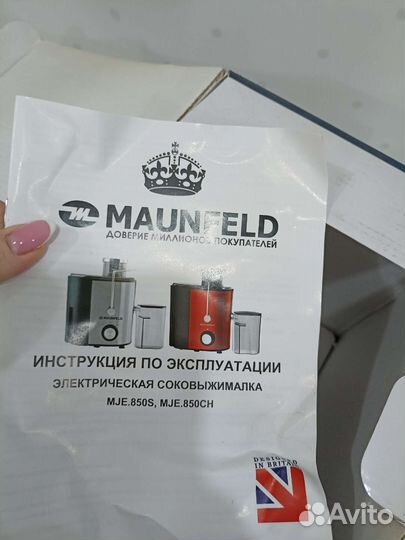 MAUNFELD
ДОВЕРИЕ МИЛЛИОНОВ ПОКУПАТЕЛЕЙ
ИНСТРУКЦИЯ ПО ЭКСПЛУАТАЦИИ
ЭЛЕКТРИЧЕСКАЯ СОКОВЫЖИМАЛКА
MJE.850S, MJE.850CH
DESIGNED
IN BRITAIN
Avito